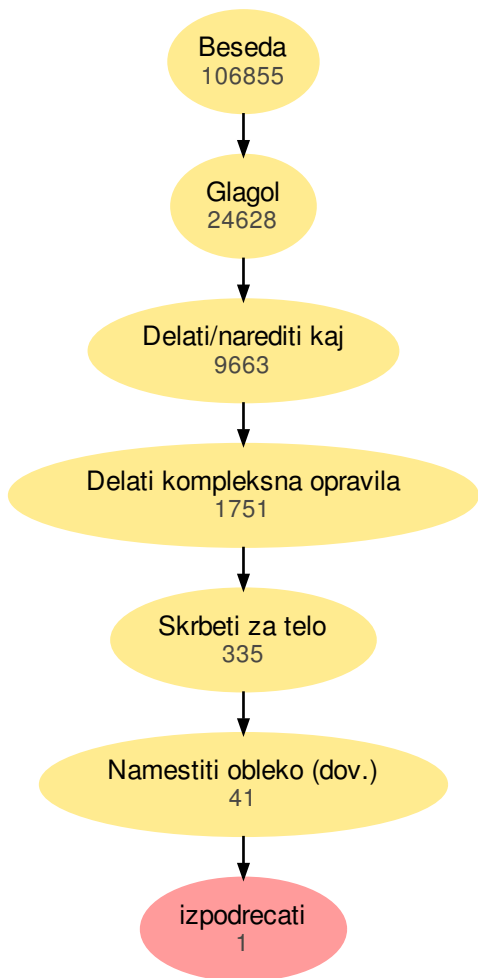 Beseda
106855
Glagol
24628
Delati/narediti kaj
9663
Delati kompleksna opravila
1751
Skrbeti za telo
335
Namestiti obleko (dov.)
41
izpodrecati
1